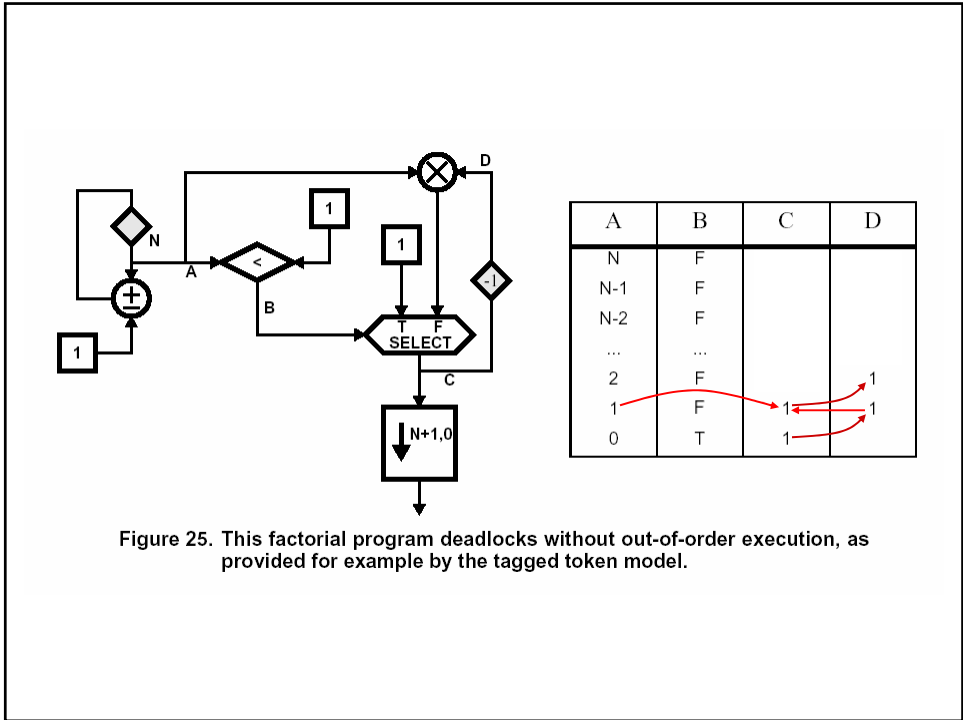 D
1
N
1
A
<
-1
B
T F
SELECT
1
C
N+1,0
A B C D
N F
N-1 F
N-2 F
... ...
2 F 1
1 F 1 1
0 T 1
Figure 25. This factorial program deadlocks without out-of-order execution, as
provided for example by the tagged token model.